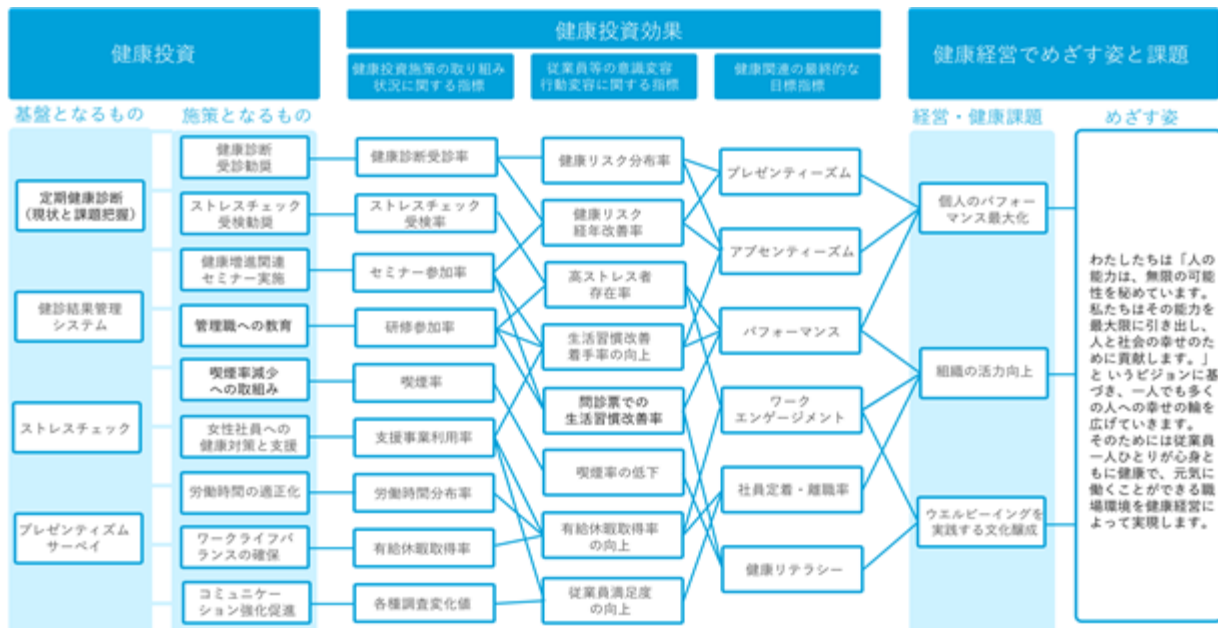 健康投資
健康投資効果
健康経営でめざす姿と課題
健康投資施策の取り組み
状況に関する指標
従業員等の意識変容
行動変容に関する指標
健康関連の最終的な
目標指標
基盤となるもの
施策となるもの
経営・健康課題
めざす姿
定期健康診断
(現状と課題把握)
健診結果管理
システム
ストレスチェック
プレゼンティズム
サーベイ
健康診断
受診勧奨
ストレスチェック
受検勧奨
健康増進関連
セミナー実施
管理職への教育
喫煙率減少
への取組み
女性社員への
健康対策と支援
労働時間の適正化
ワークライフバ
ランスの確保
コミュニケー
ション強化促進
健康診断受診率
ストレスチェック
受検率
セミナー参加率
研修参加率
喫煙率
支援事業利用率
労働時間分布率
有給休暇取得率
各種調査変化値
健康リスク分布率
健康リスク
経年改善率
高ストレス者
存在率
生活習慣改善
着手率の向上
問診票での
生活習慣改善率
喫煙率の低下
有給休暇取得率
の向上
従業員満足度
の向上
プレゼンティーズム
アブセンティーズム
パフォーマンス
ワーク
エンゲージメント
社員定着・離職率
健康リテラシー
個人のパフォー
マンス最大化
組織の活力向上
ウエルビーイングを
実践する文化醸成
わたしたちは「人の
能力は、無限の可能
性を秘めています。
私たちはその能力を
最大限に引き出し、
人と社会の幸せのた
めに貢献します。」
と いうビジョンに基
づき、一人でも多く
の人への幸せの輪を
広げていきます。
そのためには従業員
一人ひとりが心身と
もに健康で、元気に
働くことができる職
場環境を健康経営に
よって実現します。